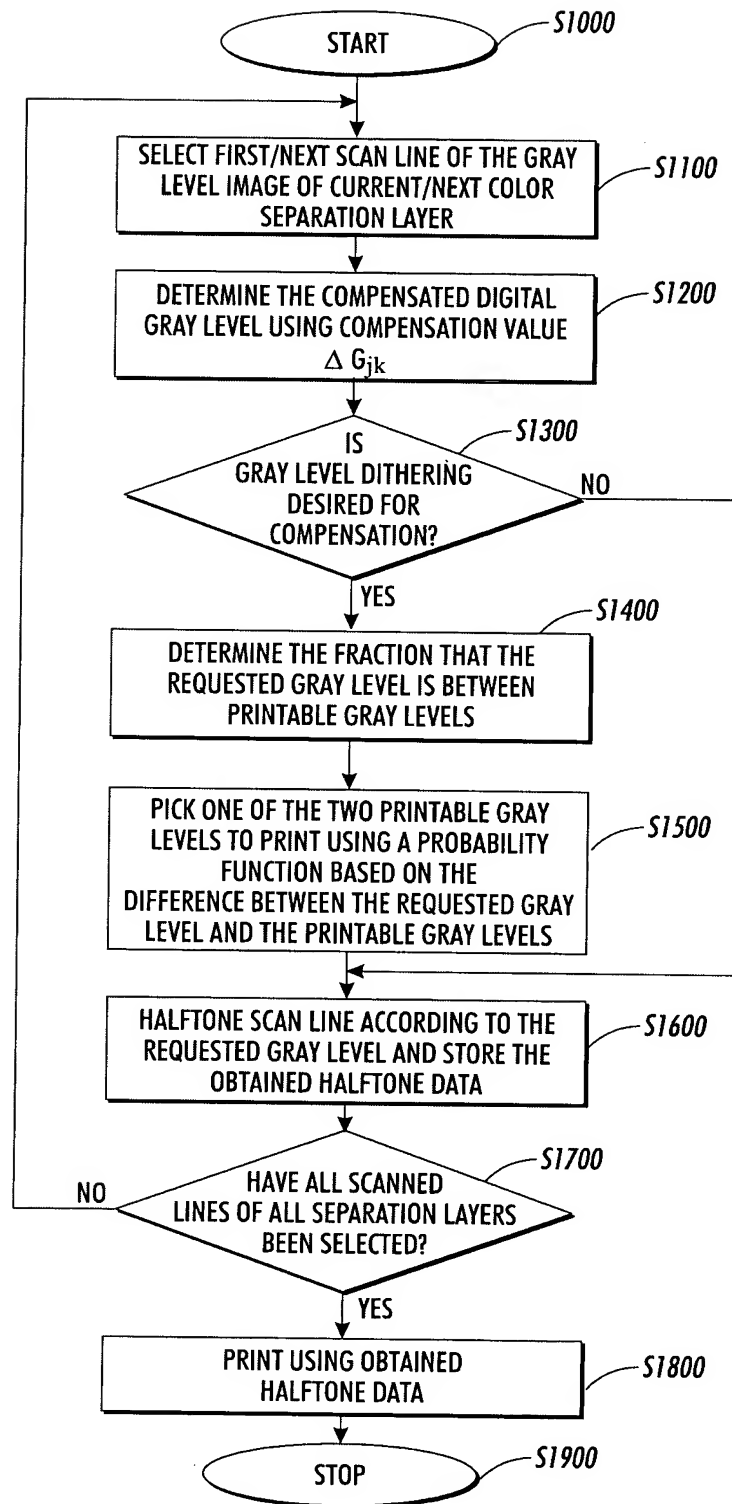 START
S1000
SELECT FIRST/NEXT SCAN LINE OF THE GRAY
LEVEL IMAGE OF CURRENT/NEXT COLOR
SEPARATION LAYER
S1100
DETERMINE THE COMPENSATED DIGITAL
GRAY LEVEL USING COMPENSATION VALUE
Δ Gjk
S1200
IS
GRAY LEVEL DITHERING
DESIRED FOR
COMPENSATION?
S1300
NO
YES
DETERMINE THE FRACTION THAT THE
REQUESTED GRAY LEVEL IS BETWEEN
PRINTABLE GRAY LEVELS
S1400
PICK ONE OF THE TWO PRINTABLE GRAY
LEVELS TO PRINT USING A PROBABILITY
FUNCTION BASED ON THE
DIFFERENCE BETWEEN THE REQUESTED GRAY
LEVEL AND THE PRINTABLE GRAY LEVELS
S1500
HALFTONE SCAN LINE ACCORDING TO THE
REQUESTED GRAY LEVEL AND STORE THE
OBTAINED HALFTONE DATA
S1600
HAVE ALL SCANNED
LINES OF ALL SEPARATION LAYERS
BEEN SELECTED?
S1700
NO
YES
PRINT USING OBTAINED
HALFTONE DATA
S1800
STOP
S1900